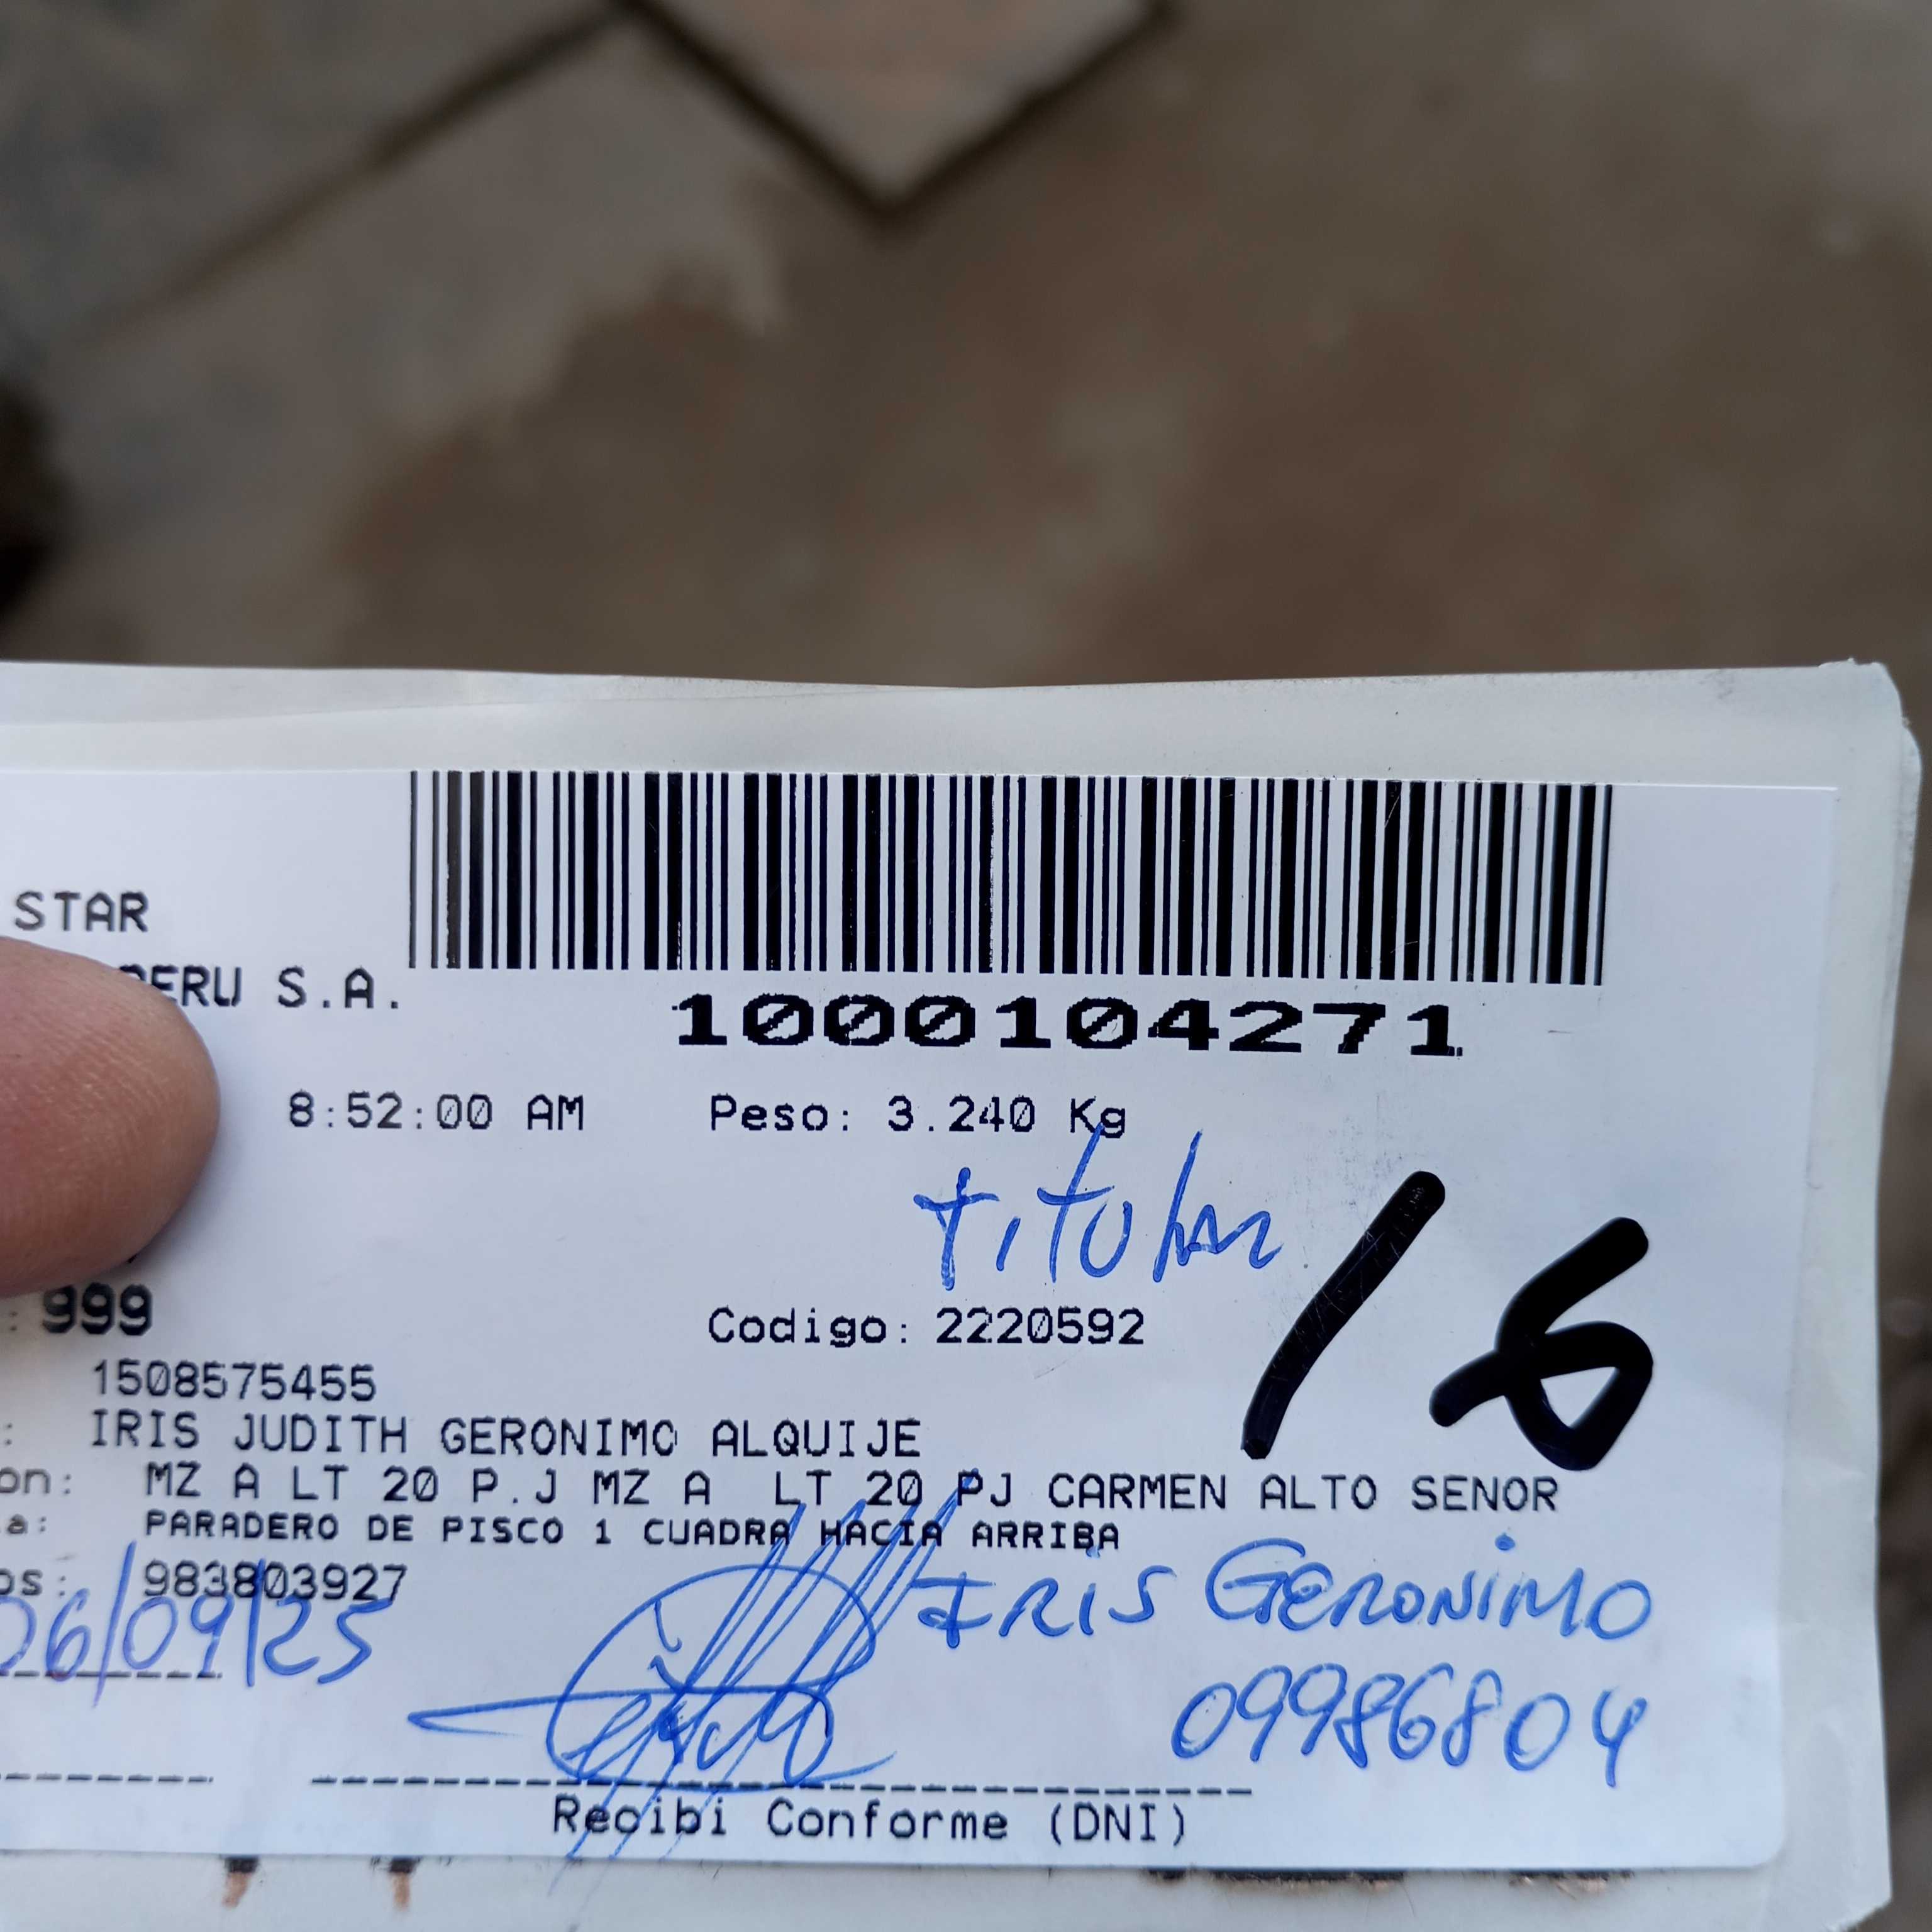 STAR
PERU S.A.
1000104271
8:52:00 AM Peso: 3.240 Kg
titular
16
: 999 Codigo: 2220592
1508575455
: IRIS JUDITH GERONIMO ALQUIJE
on: MZ A LT 20 P.J MZ A LT 20 PJ CARMEN ALTO SENOR
a: PARADERO DE PISCO 1 CUADRA HACIA ARRIBA
os: 983803927
06/09/25 IRIS GERONIMO
09986804
Recibi Conforme (DNI)